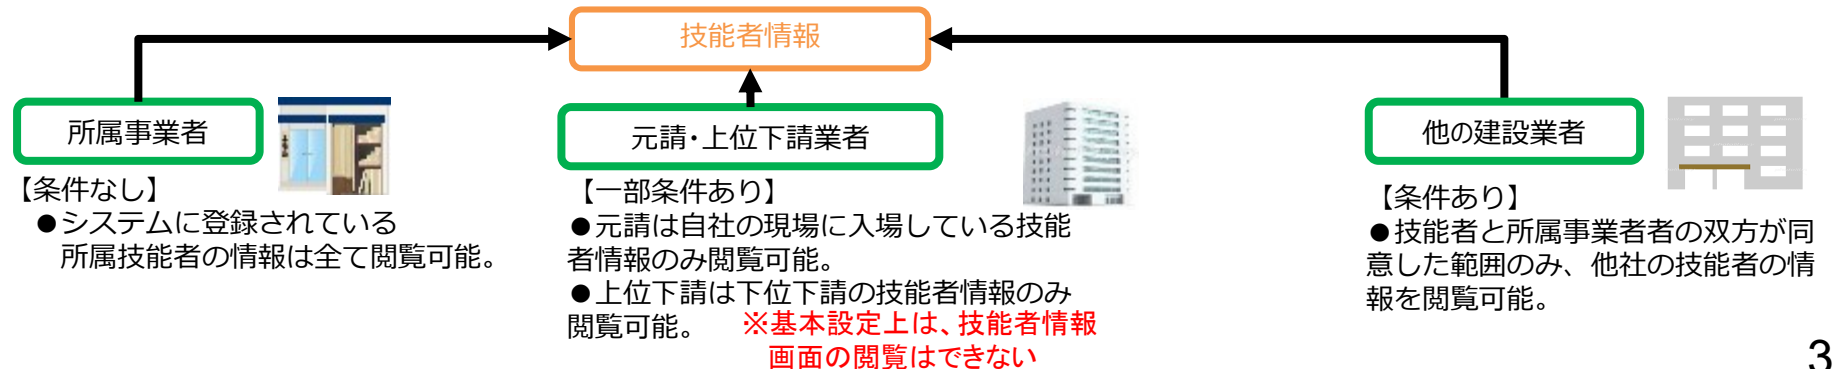 技能者情報
所属事業者
【条件なし】
●システムに登録されている
所属技能者の情報は全て閲覧可能。
元請・上位下請業者
【一部条件あり】
●元請は自社の現場に入場している技能
者情報のみ閲覧可能。
●上位下請は下位下請の技能者情報のみ
閲覧可能。
※基本設定上は、技能者情報
画面の閲覧はできない
他の建設業者
【条件あり】
●技能者と所属事業者者の双方が同
意した範囲のみ、他社の技能者の情
報を閲覧可能。
3